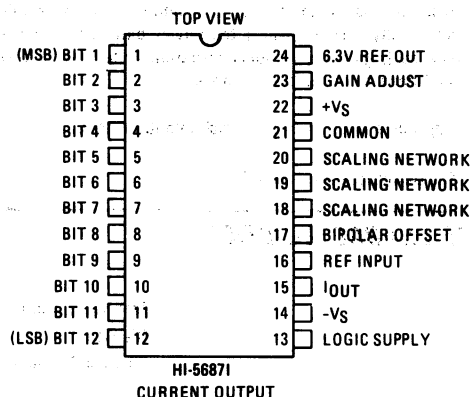 TOP VIEW
(MSB) BIT 1 1 24 6.3V REF OUT
BIT 2 2 23 GAIN ADJUST
BIT 3 3 22 +VS
BIT 4 4 21 COMMON
BIT 5 5 20 SCALING NETWORK
BIT 6 6 19 SCALING NETWORK
BIT 7 7 18 SCALING NETWORK
BIT 8 8 17 BIPOLAR OFFSET
BIT 9 9 16 REF INPUT
BIT 10 10 15 IOUT
BIT 11 11 14 -VS
(LSB) BIT 12 12 13 LOGIC SUPPLY
HI-5687I
CURRENT OUTPUT